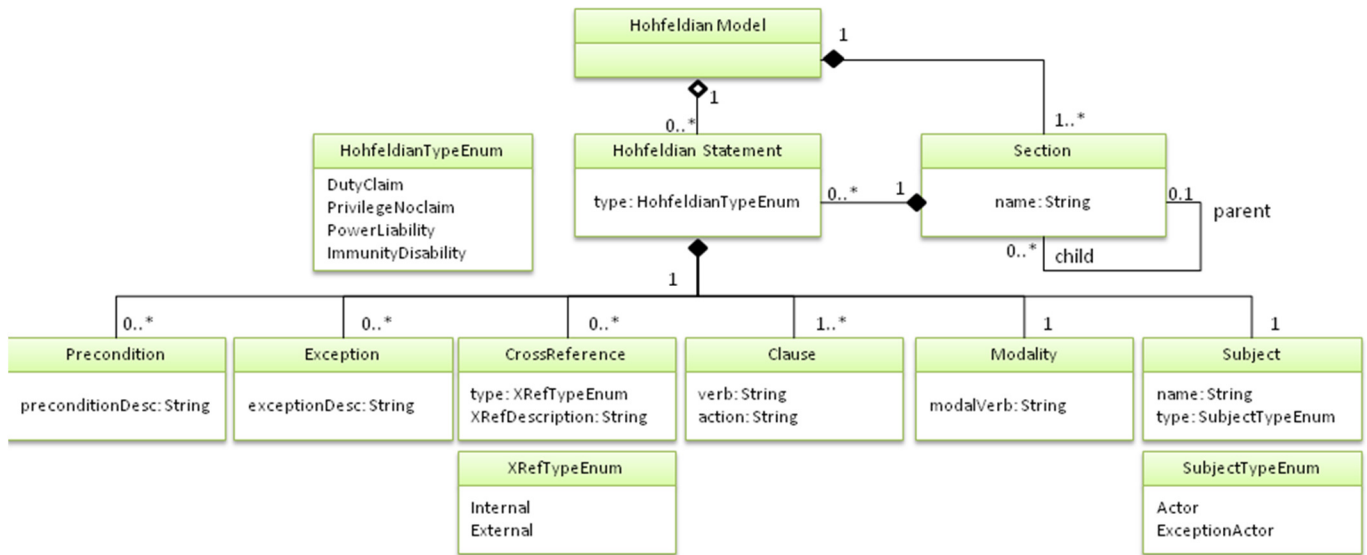 Hohfeldian Model
1
1
0..*
1..*
HohfeldianTypeEnum
DutyClaim
PrivilegeNoclaim
PowerLiability
ImmunityDisability
Hohfeldian Statement
type: HohfeldianTypeEnum
0..*
1
Section
name: String
0.1
parent
0..*
child
1
0..*
0..*
0..*
1..*
1
1
Precondition
preconditionDesc: String
Exception
exceptionDesc: String
CrossReference
type: XRefTypeEnum
XRefDescription: String
Clause
verb: String
action: String
Modality
modalVerb: String
Subject
name: String
type: SubjectTypeEnum
XRefTypeEnum
Internal
External
SubjectTypeEnum
Actor
ExceptionActor